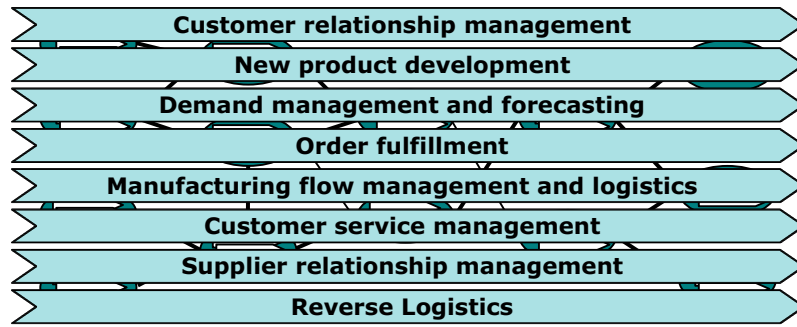 Customer relationship management
New product development
Demand management and forecasting
Order fulfillment
Manufacturing flow management and logistics
Customer service management
Supplier relationship management
Reverse Logistics